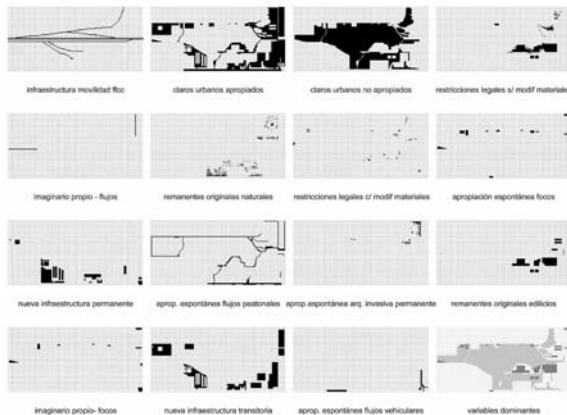 infraestructura movilidad ffcc
claros urbanos apropiados
claros urbanos no apropiados
restricciones legales s/ modif materiales
imaginario propio - flujos
remanentes originales naturales
restricciones legales c/ modif materiales
apropiación espontánea focos
nueva infraestructura permanente
aprop. espontánea flujos peatonales
aprop.espontánea arq. invasiva permanente
remanentes originales edilicios
imaginario propio- focos
nueva infraestructura transitoria
aprop. espontánea flujos vehiculares
variables dominantes